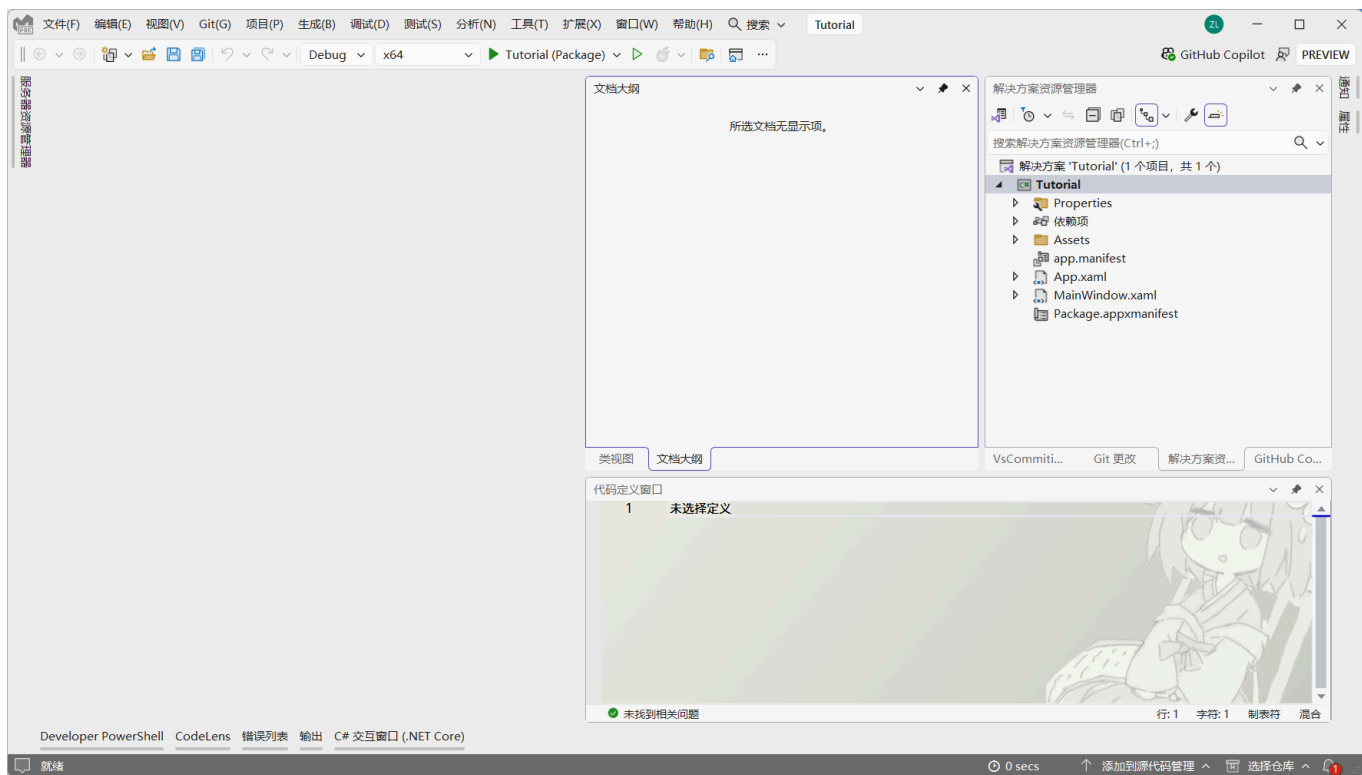 文件(F) 编辑(E) 视图(V) Git(G) 项目(P) 生成(B) 调试(D) 测试(S) 分析(N) 工具(T) 扩展(X) 窗口(W) 帮助(H) 搜索 Tutorial ZL
Debug x64 Tutorial (Package) GitHub Copilot PREVIEW
服务器资源管理器
文档大纲
所选文档无显示项。
类视图 文档大纲
解决方案资源管理器
搜索解决方案资源管理器(Ctrl+;)
解决方案 'Tutorial' (1 个项目，共 1 个)
Tutorial
Properties
依赖项
Assets
app.manifest
App.xaml
MainWindow.xaml
Package.appxmanifest
VsCommiti... Git 更改 解决方案资... GitHub Co...
通知
属性
代码定义窗口
1 未选择定义
未找到相关问题 行: 1 字符: 1 制表符 混合
Developer PowerShell CodeLens 错误列表 输出 C# 交互窗口 (.NET Core)
就绪 0 secs 添加到源代码管理 选择仓库 1